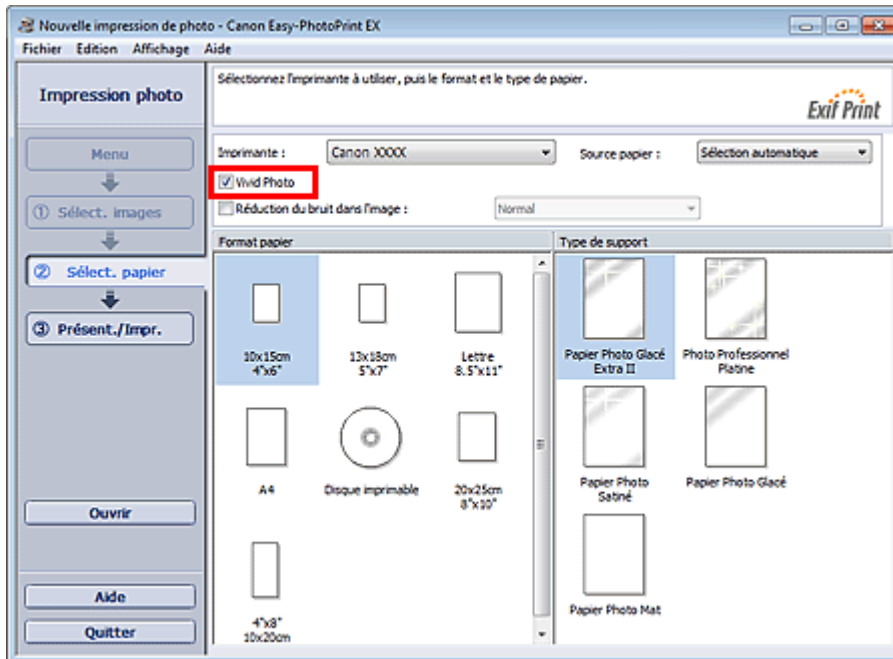 Nouvelle impression de photo - Canon Easy-PhotoPrint EX
Fichier Edition Affichage Aide
Impression photo
Sélectionnez l'imprimante à utiliser, puis le format et le type de papier.
Exif Print
Menu
① Sélect. images
② Sélect. papier
③ Présent./Impr.
Ouvrir
Aide
Quitter
Imprimante : Canon XXXX Source papier : Sélection automatique
Vivid Photo
Réduction du bruit dans l'image : Normal
Format papier
10x15cm
4"x6"
13x18cm
5"x7"
Lettre
8.5"x11"
A4
Disque imprimable
20x25cm
8"x10"
4"x8"
10x20cm
Type de support
Papier Photo Glacé
Extra II
Photo Professionnel
Platine
Papier Photo
Satiné
Papier Photo Glacé
Papier Photo Mat